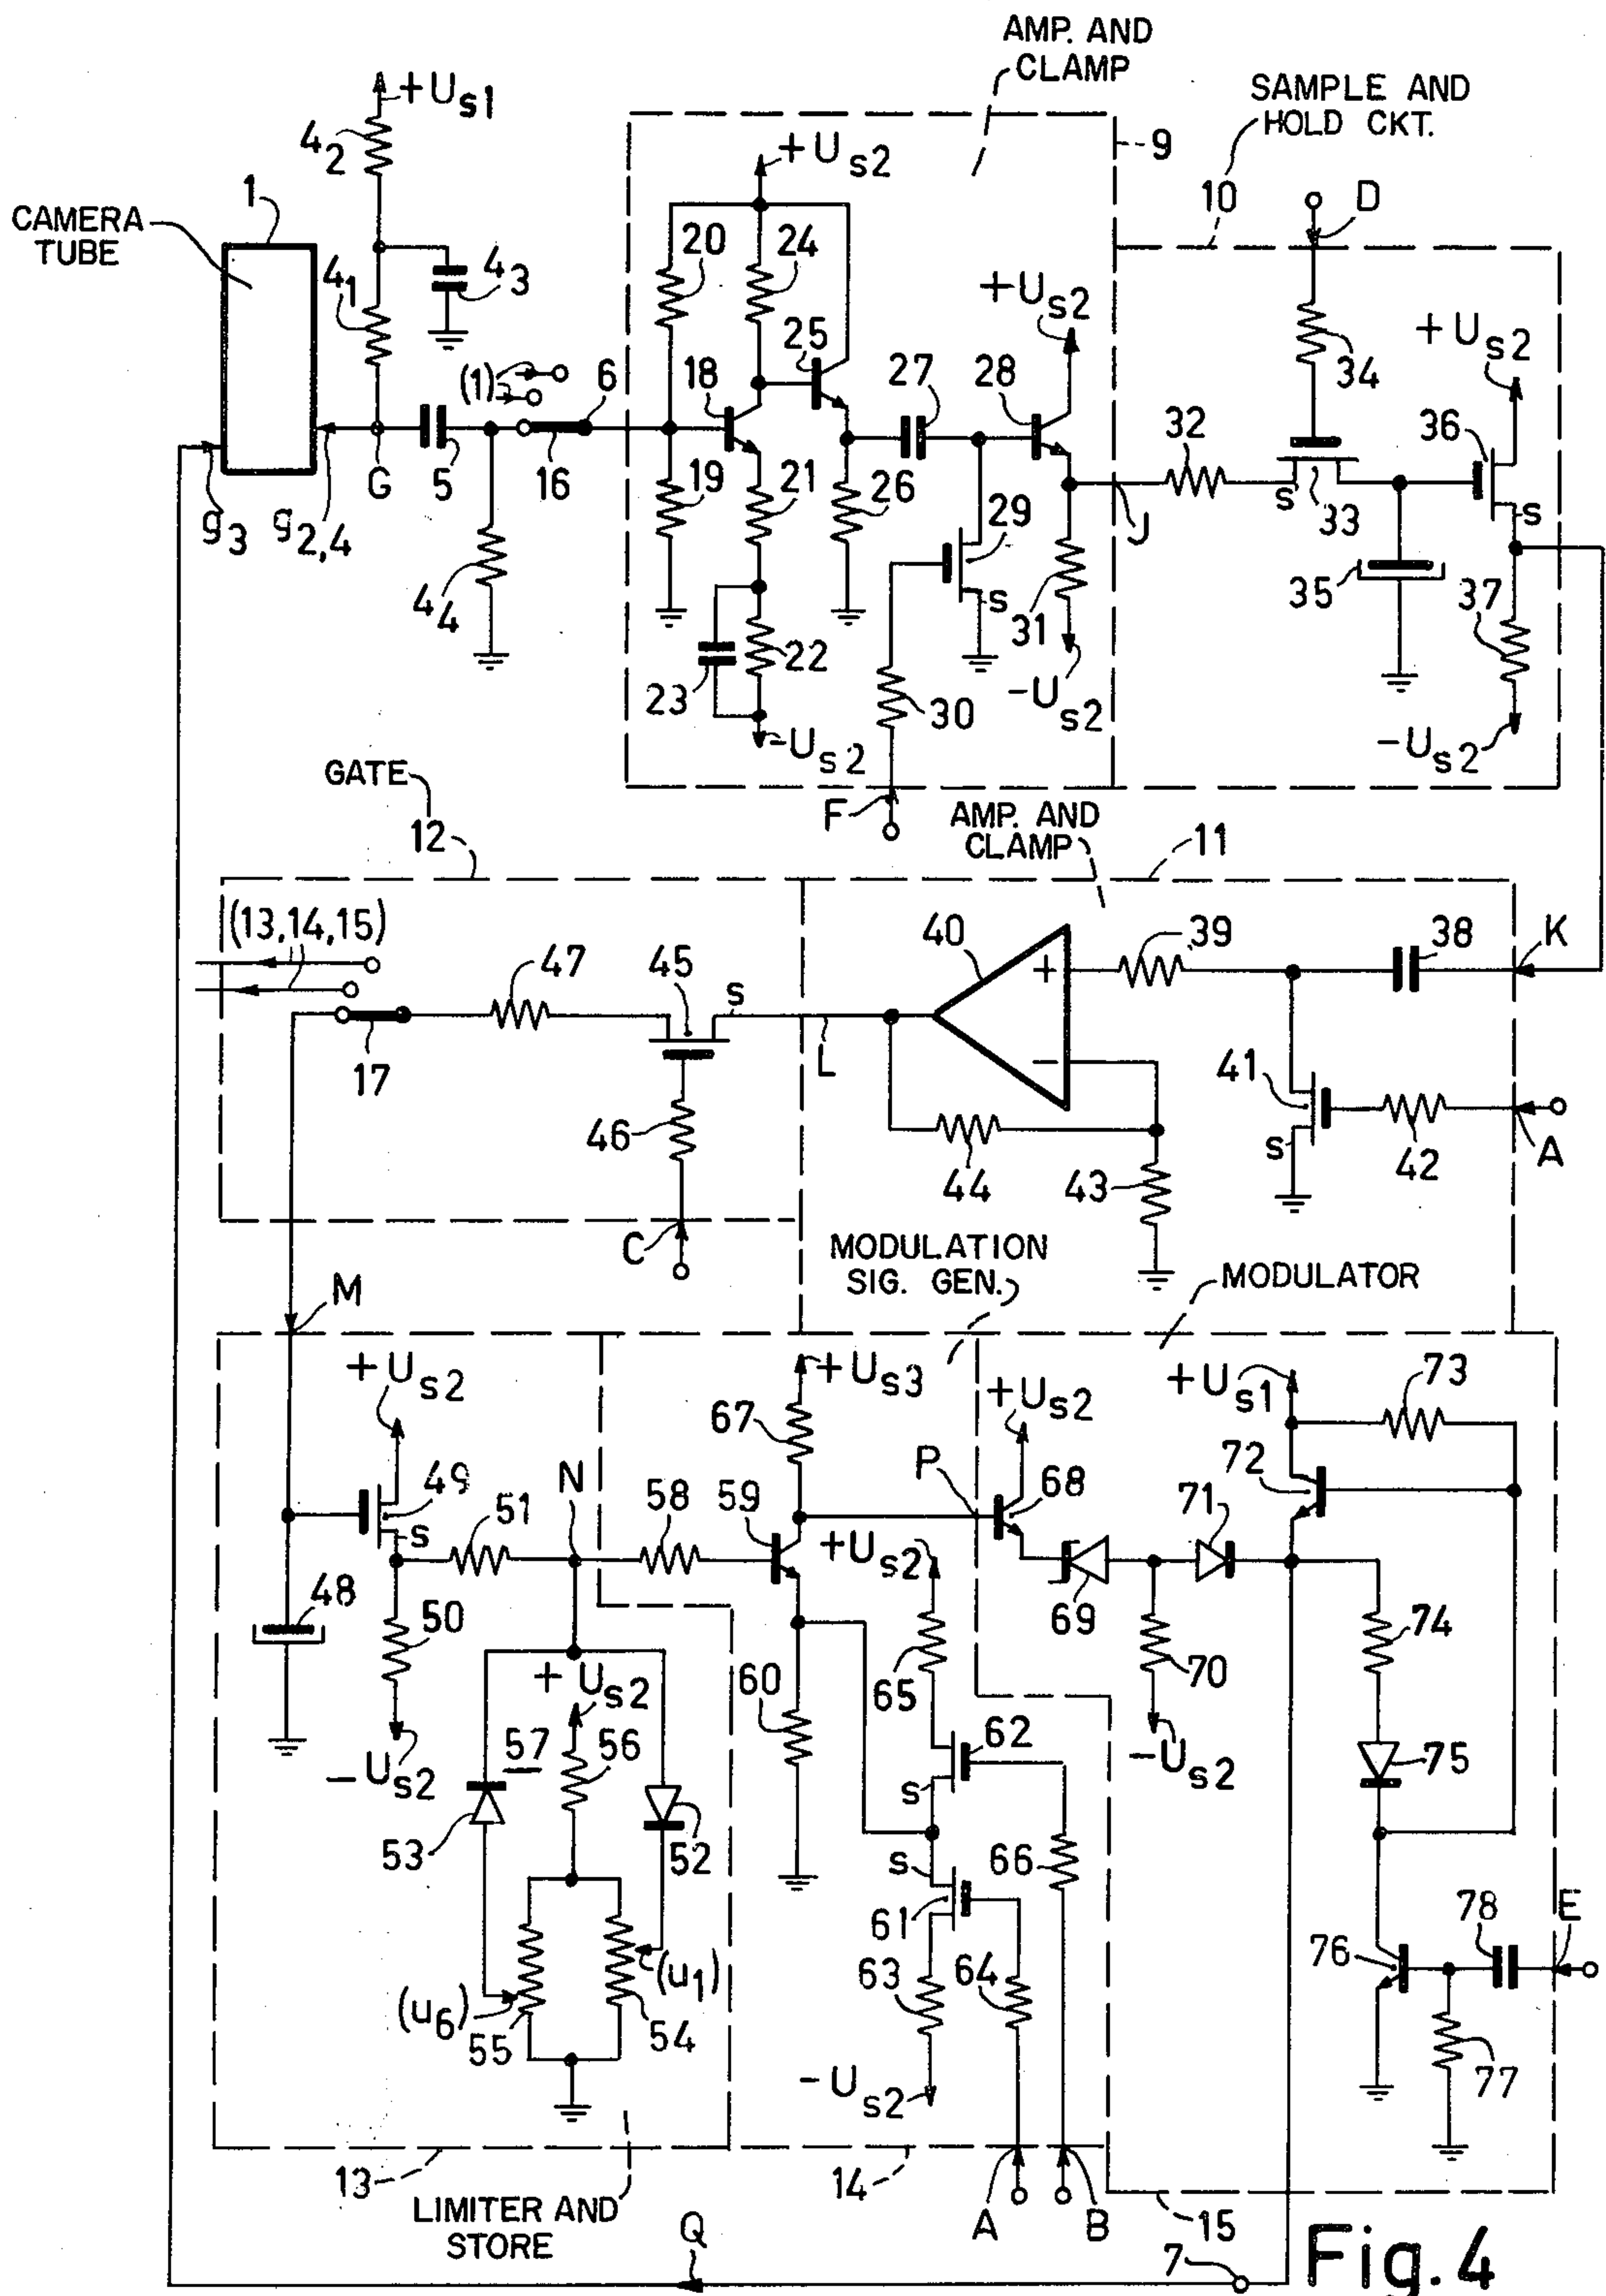 AMP. AND
CLAMP
SAMPLE AND
HOLD CKT.
+Us1
42
1
CAMERA
TUBE
41
43
(1)
6
G
5
16
44
g3
g2,4
+Us2
9
20
24
25
18
27
28
+Us2
19
21
26
29
s
22
23
30
31
-Us2
-Us2
F
J
10
D
34
+Us2
32
s
33
36
s
35
37
-Us2
GATE
12
AMP. AND
CLAMP
11
(13,14,15)
47
45
s
40
+
-
39
38
K
17
L
41
46
44
43
s
42
A
C
MODULATION
SIG. GEN.
MODULATOR
M
+Us2
+Us3
+Us2
+Us1
73
67
72
49
s
51
N
58
59
P
68
71
+Us2
69
48
50
60
65
70
74
+Us2
-Us2
57
56
62
s
-Us2
75
53
52
s
66
61
78
E
76
(u6)
55
(u1)
54
63
64
77
-Us2
13
14
A
B
15
LIMITER AND
STORE
Q
7
Fig. 4